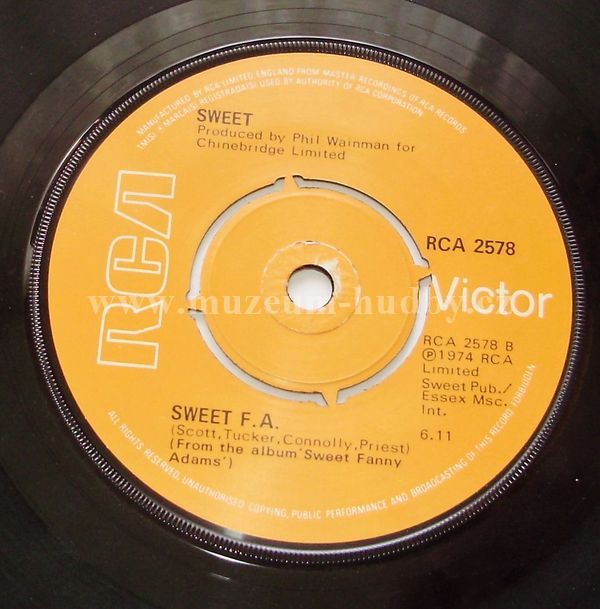 MANUFACTURED BY RCA LIMITED ENGLAND FROM MASTER RECORDINGS OF RCA RECORDS
TM(S) ® MARCA(S) REGISTRADA(S) USED BY AUTHORITY OF RCA CORPORATION
SWEET
Produced by Phil Wainman for
Chinebridge Limited
RCA
RCA 2578
Victor
www.muzeum-hudby.cz
RCA 2578 B
Ⓟ1974 RCA
Limited
Sweet Pub./
Essex Msc.
Int.
6.11
SWEET F.A.
(Scott,Tucker,Connolly,Priest)
(From the album'Sweet Fanny
Adams')
ALL RIGHTS RESERVED, UNAUTHORISED COPYING, PUBLIC PERFORMANCE AND BROADCASTING OF THIS RECORD FORBIDDEN